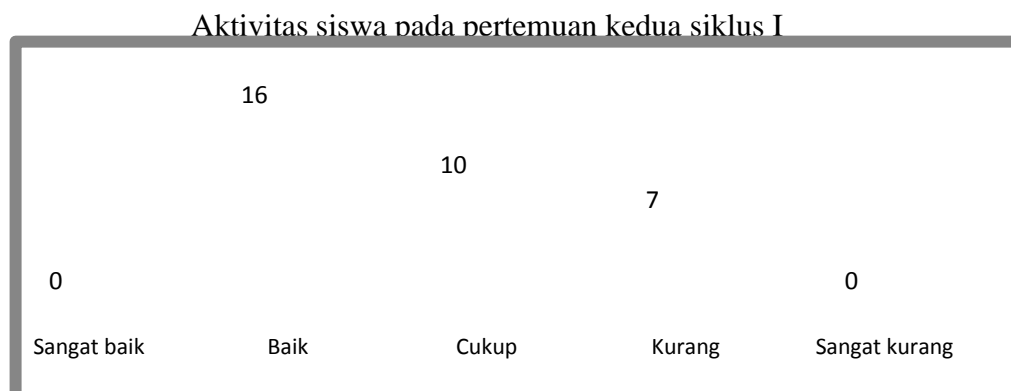 Aktivitas siswa pada pertemuan kedua siklus I
16
10
7
0
0
Sangat baik Baik Cukup Kurang Sangat kurang